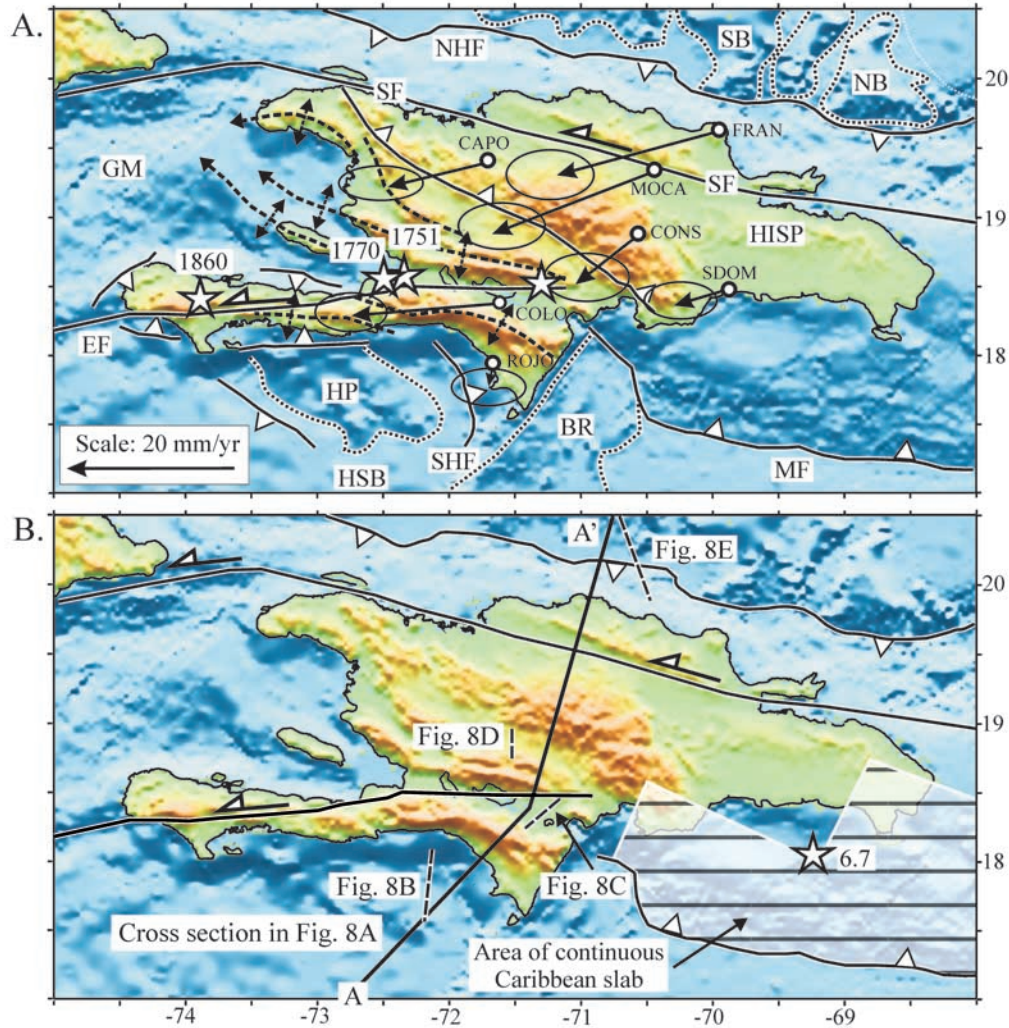 A.
NHF
SB
NB
20
SF
CAPO
FRAN
GM
MOCA
SF
19
1770
1751
CONS
HISP
1860
SDOM
COLO
EF
ROJO
18
HP
BR
Scale: 20 mm/yr
SHF
HSB
MF
B.
A'
Fig. 8E
20
19
Fig. 8D
6.7
18
Fig. 8B
Fig. 8C
Cross section in Fig. 8A
Area of continuous
Caribbean slab
A
-74
-73
-72
-71
-70
-69